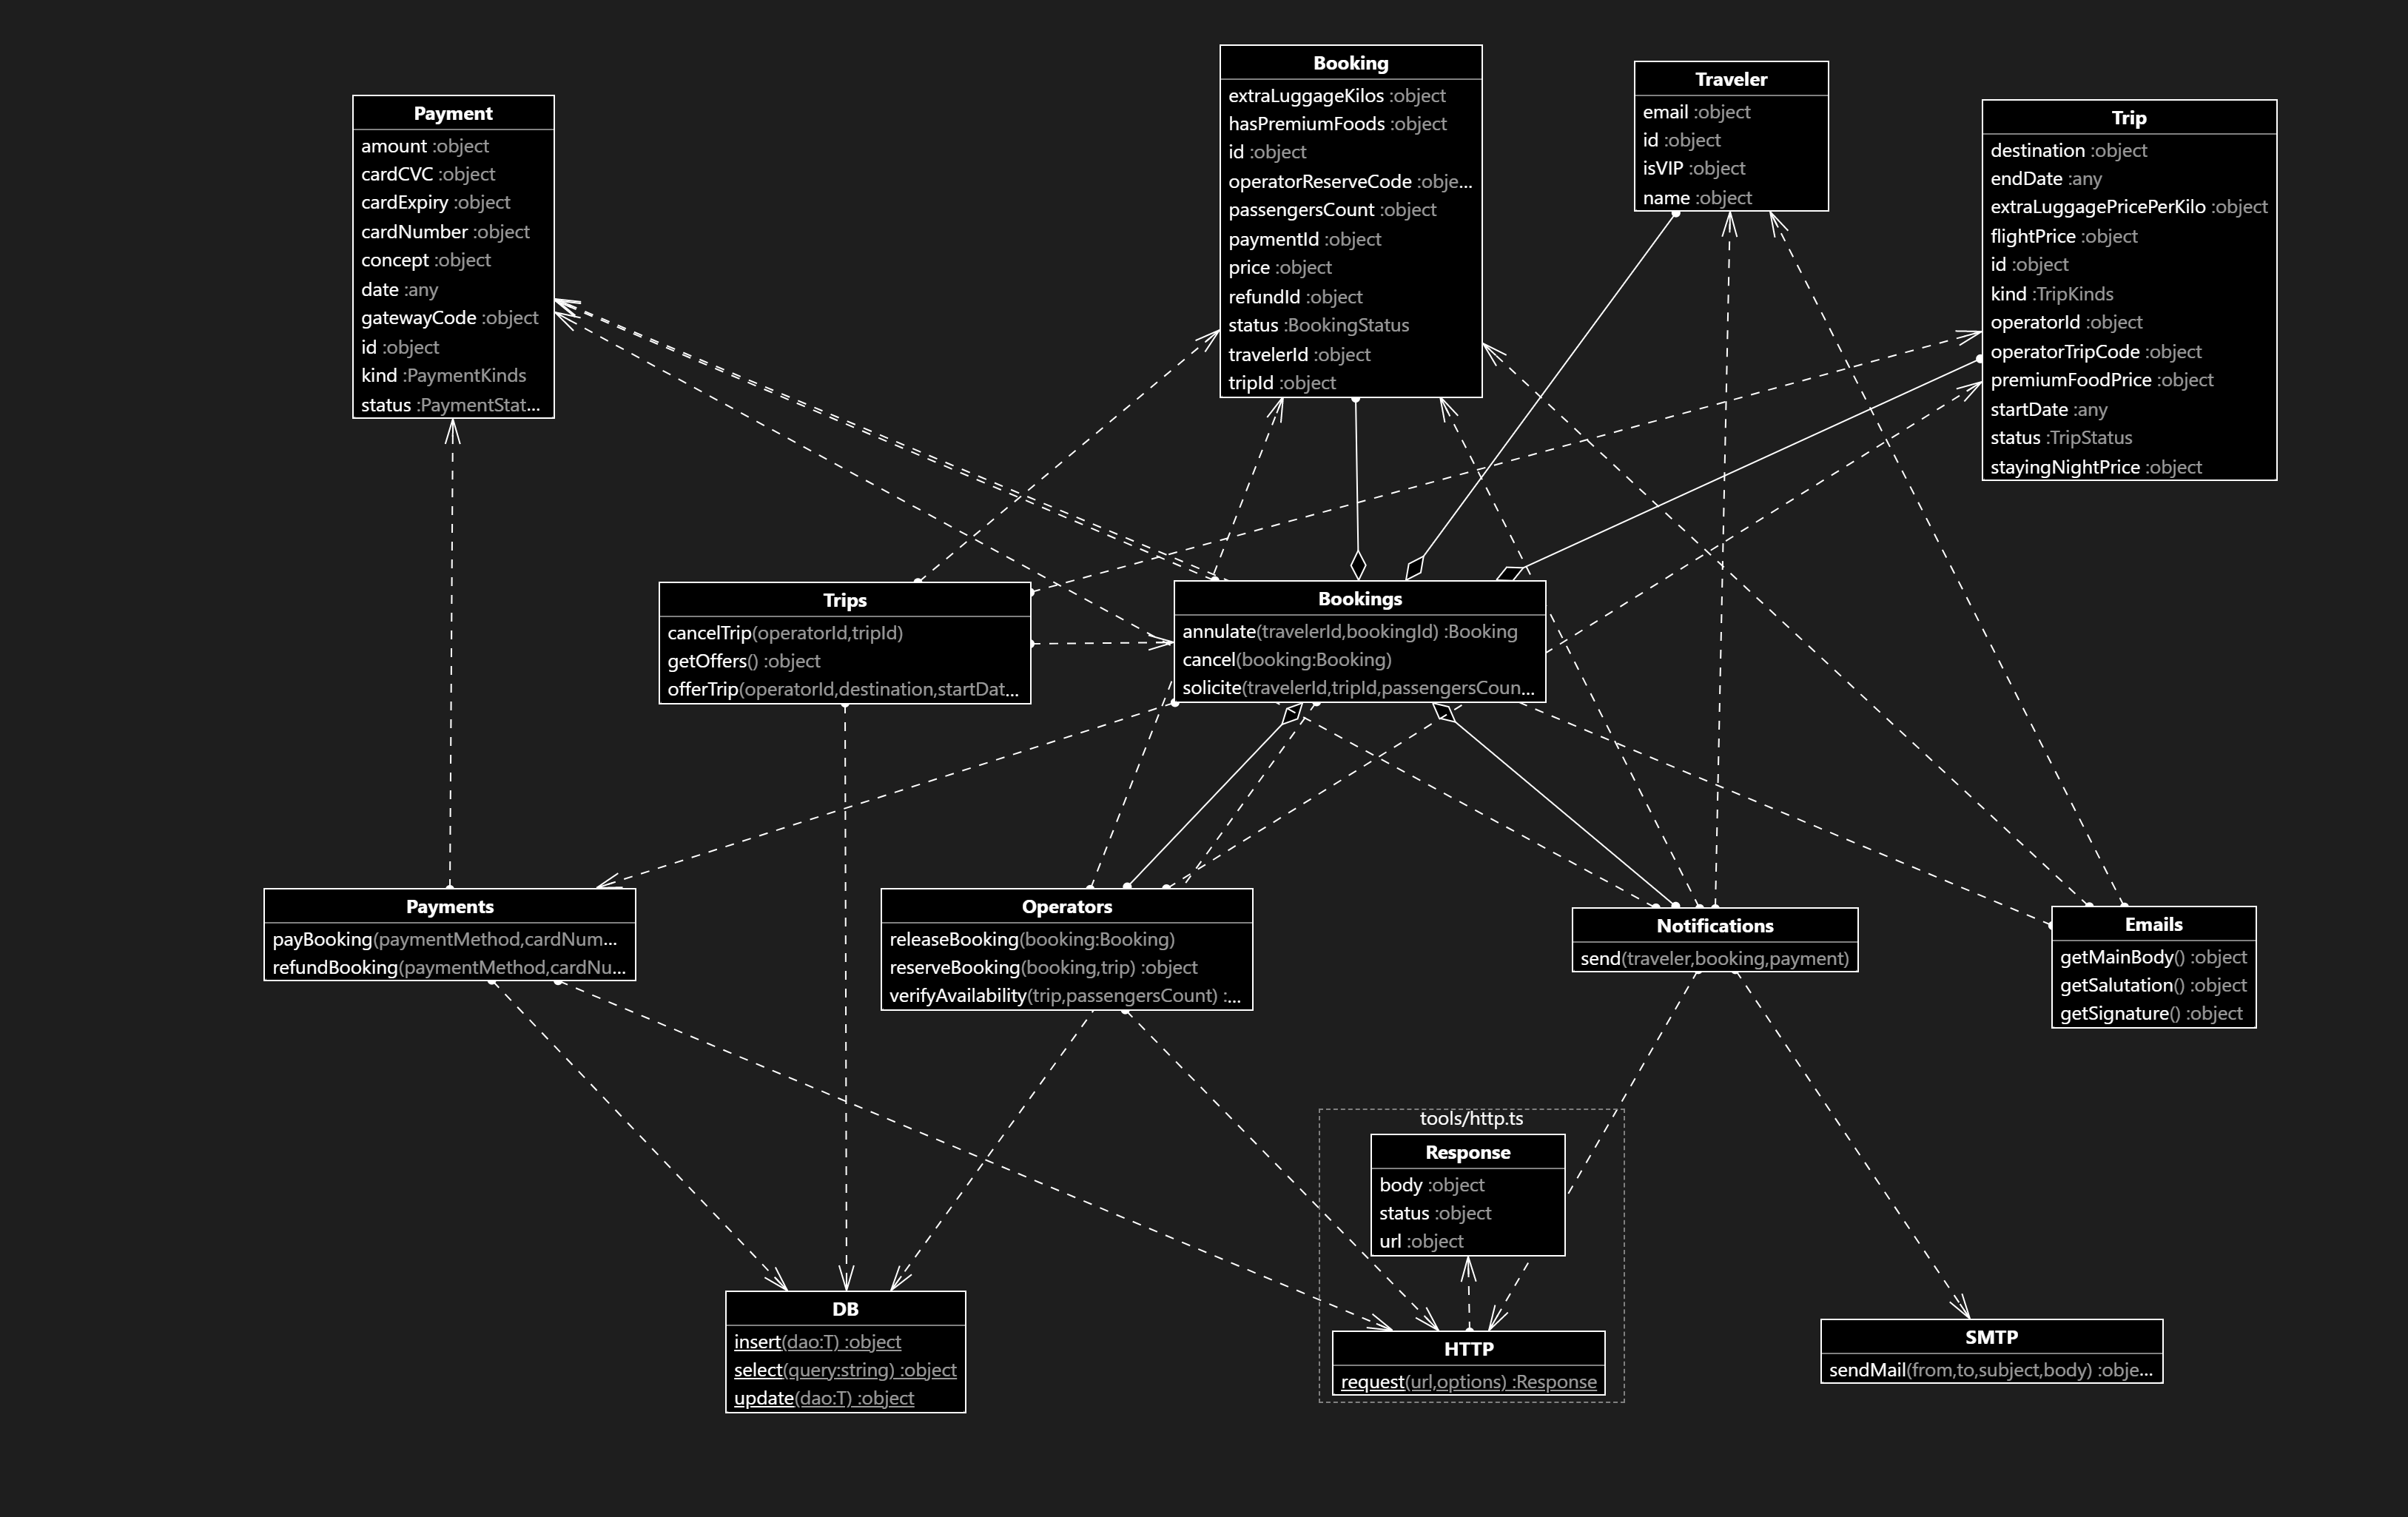 Payment
amount :object
cardCVC :object
cardExpiry :object
cardNumber :object
concept :object
date :any
gatewayCode :object
id :object
kind :PaymentKinds
status :PaymentStat...
Booking
extraLuggageKilos :object
hasPremiumFoods :object
id :object
operatorReserveCode :obje...
passengersCount :object
paymentId :object
price :object
refundId :object
status :BookingStatus
travelerId :object
tripId :object
Traveler
email :object
id :object
isVIP :object
name :object
Trip
destination :object
endDate :any
extraLuggagePricePerKilo :object
flightPrice :object
id :object
kind :TripKinds
operatorId :object
operatorTripCode :object
premiumFoodPrice :object
startDate :any
status :TripStatus
stayingNightPrice :object
Trips
cancelTrip(operatorId,tripId)
getOffers() :object
offerTrip(operatorId,destination,startDat...
Bookings
annulate(travelerId,bookingId) :Booking
cancel(booking:Booking)
solicite(travelerId,tripId,passengersCoun...
Payments
payBooking(paymentMethod,cardNum...
refundBooking(paymentMethod,cardNu...
Operators
releaseBooking(booking:Booking)
reserveBooking(booking,trip) :object
verifyAvailability(trip,passengersCount) :...
Notifications
send(traveler,booking,payment)
Emails
getMainBody() :object
getSalutation() :object
getSignature() :object
tools/http.ts
Response
body :object
status :object
url :object
DB
insert(dao:T) :object
select(query:string) :object
update(dao:T) :object
HTTP
request(url,options) :Response
SMTP
sendMail(from,to,subject,body) :obje...